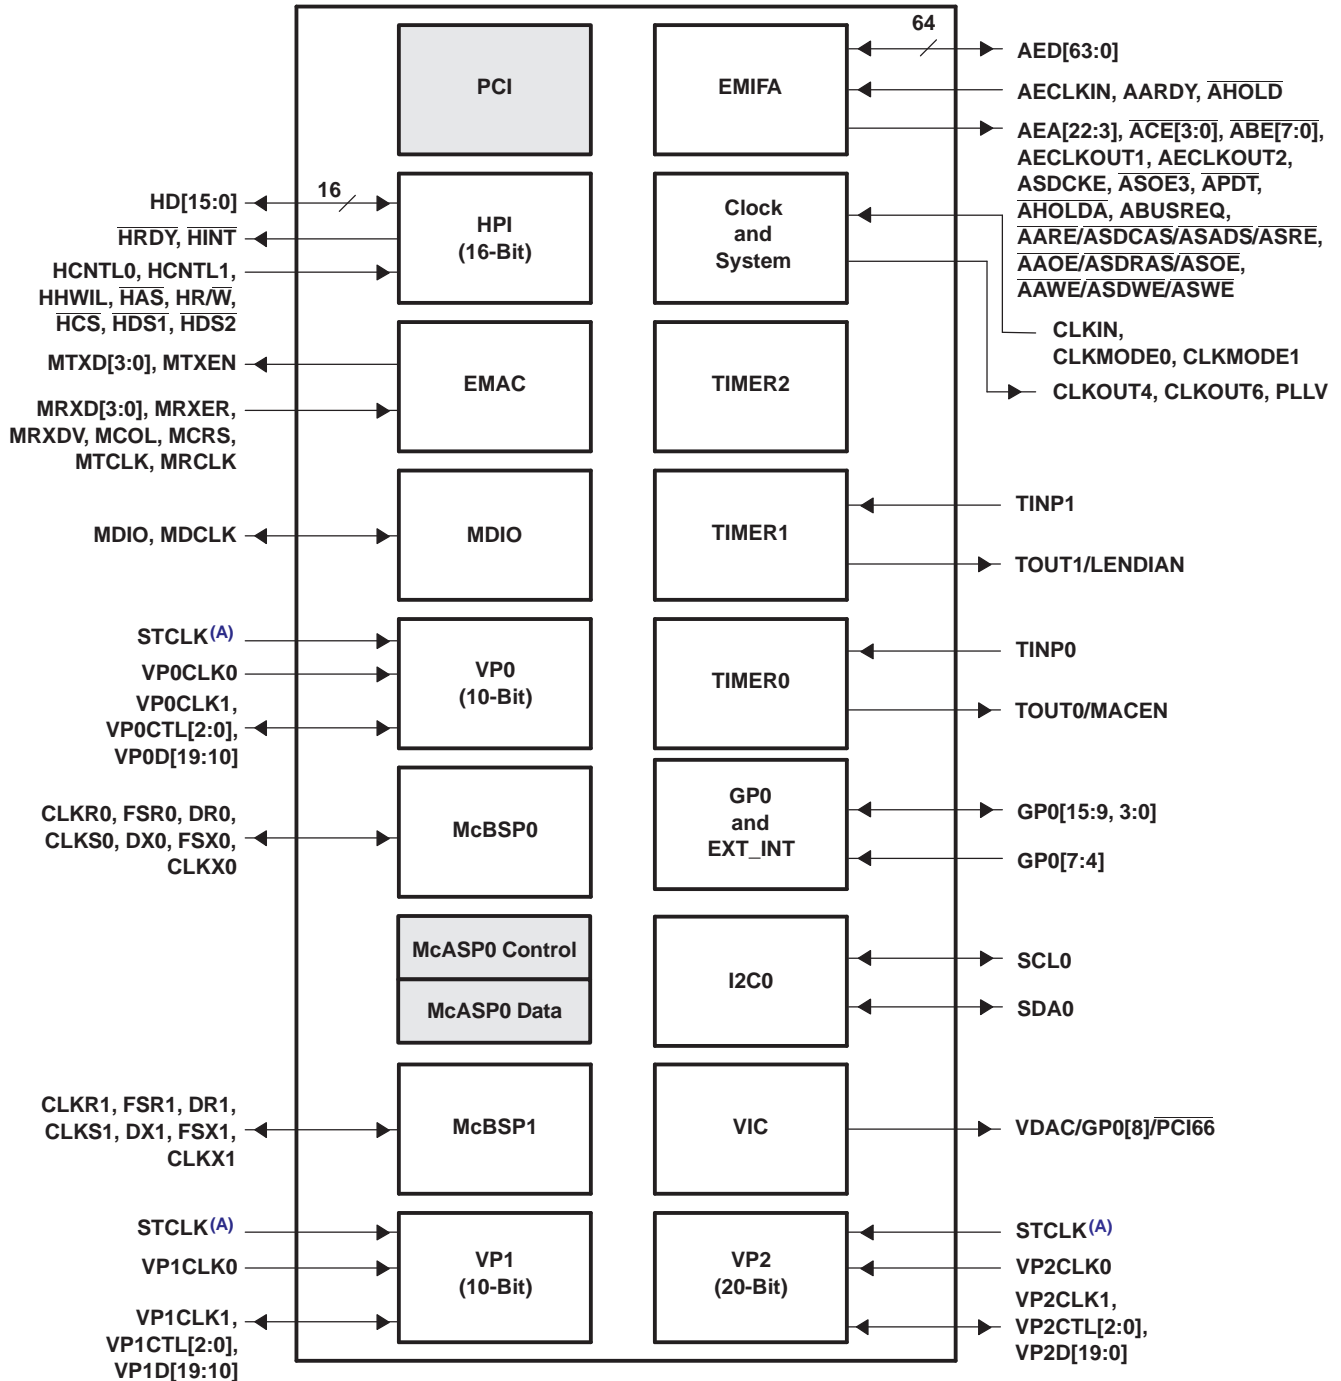 PCI
EMIFA
64
AED[63:0]
AECLKIN, AARDY, AHOLD
AEA[22:3], ACE[3:0], ABE[7:0],
AECLKOUT1, AECLKOUT2,
ASDCKE, ASOE3, APDT,
AHOLDA, ABUSREQ,
AARE/ASDCAS/ASADS/ASRE,
AAOE/ASDRAS/ASOE,
AAWE/ASDWE/ASWE
HD[15:0]
16
HRDY, HINT
HCNTL0, HCNTL1,
HHWIL, HAS, HR/W,
HCS, HDS1, HDS2
HPI
(16-Bit)
Clock
and
System
CLKIN,
CLKMODE0, CLKMODE1
CLKOUT4, CLKOUT6, PLLV
MTXD[3:0], MTXEN
MRXD[3:0], MRXER,
MRXDV, MCOL, MCRS,
MTCLK, MRCLK
EMAC
TIMER2
MDIO, MDCLK
MDIO
TIMER1
TINP1
TOUT1/LENDIAN
STCLK(A)
VP0CLK0
VP0CLK1,
VP0CTL[2:0],
VP0D[19:10]
VP0
(10-Bit)
TIMER0
TINP0
TOUT0/MACEN
CLKR0, FSR0, DR0,
CLKS0, DX0, FSX0,
CLKX0
McBSP0
GP0
and
EXT_INT
GP0[15:9, 3:0]
GP0[7:4]
McASP0 Control
McASP0 Data
I2C0
SCL0
SDA0
CLKR1, FSR1, DR1,
CLKS1, DX1, FSX1,
CLKX1
McBSP1
VIC
VDAC/GP0[8]/PCI66
STCLK(A)
VP1CLK0
VP1CLK1,
VP1CTL[2:0],
VP1D[19:10]
VP1
(10-Bit)
VP2
(20-Bit)
STCLK(A)
VP2CLK0
VP2CLK1,
VP2CTL[2:0],
VP2D[19:0]